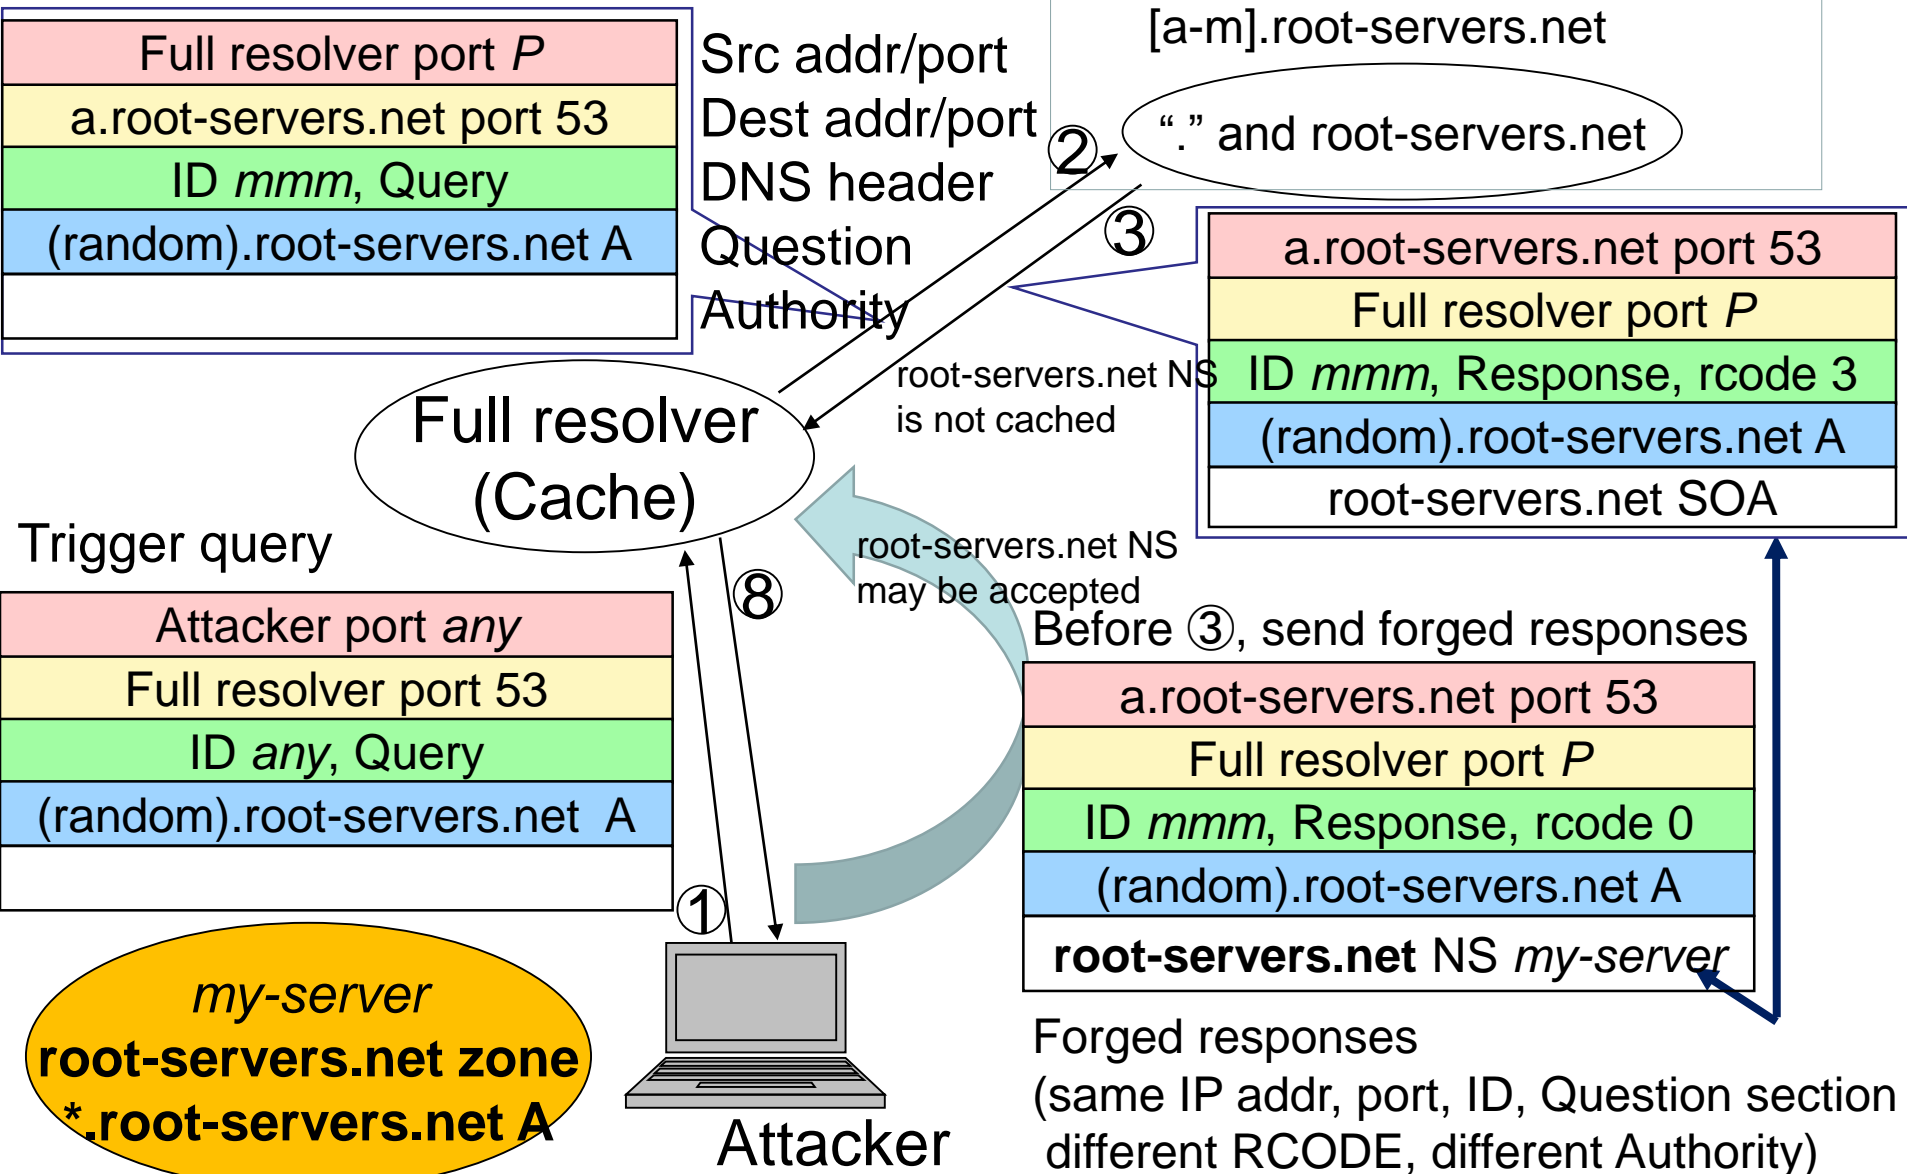 Full resolver port P
a.root-servers.net port 53
ID mmm, Query
(random).root-servers.net A
Src addr/port
Dest addr/port
DNS header
Question
Authority
[a-m].root-servers.net
“.” and root-servers.net
②
③
a.root-servers.net port 53
Full resolver port P
ID mmm, Response, rcode 3
(random).root-servers.net A
root-servers.net SOA
root-servers.net NS
is not cached
Full resolver
(Cache)
root-servers.net NS
may be accepted
Trigger query
Attacker port any
Full resolver port 53
ID any, Query
(random).root-servers.net A
⑧
①
Before ③, send forged responses
a.root-servers.net port 53
Full resolver port P
ID mmm, Response, rcode 0
(random).root-servers.net A
root-servers.net NS my-server
my-server
root-servers.net zone
*.root-servers.net A
Attacker
Forged responses
(same IP addr, port, ID, Question section
different RCODE, different Authority)